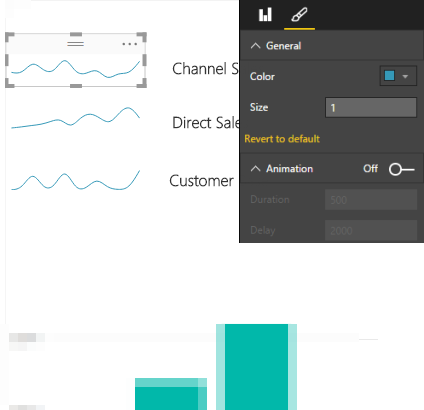 General
Channel S
Color
Size 1
Direct Sale
Revert to default
Animation Off
Customer
Duration 500
Delay 2000